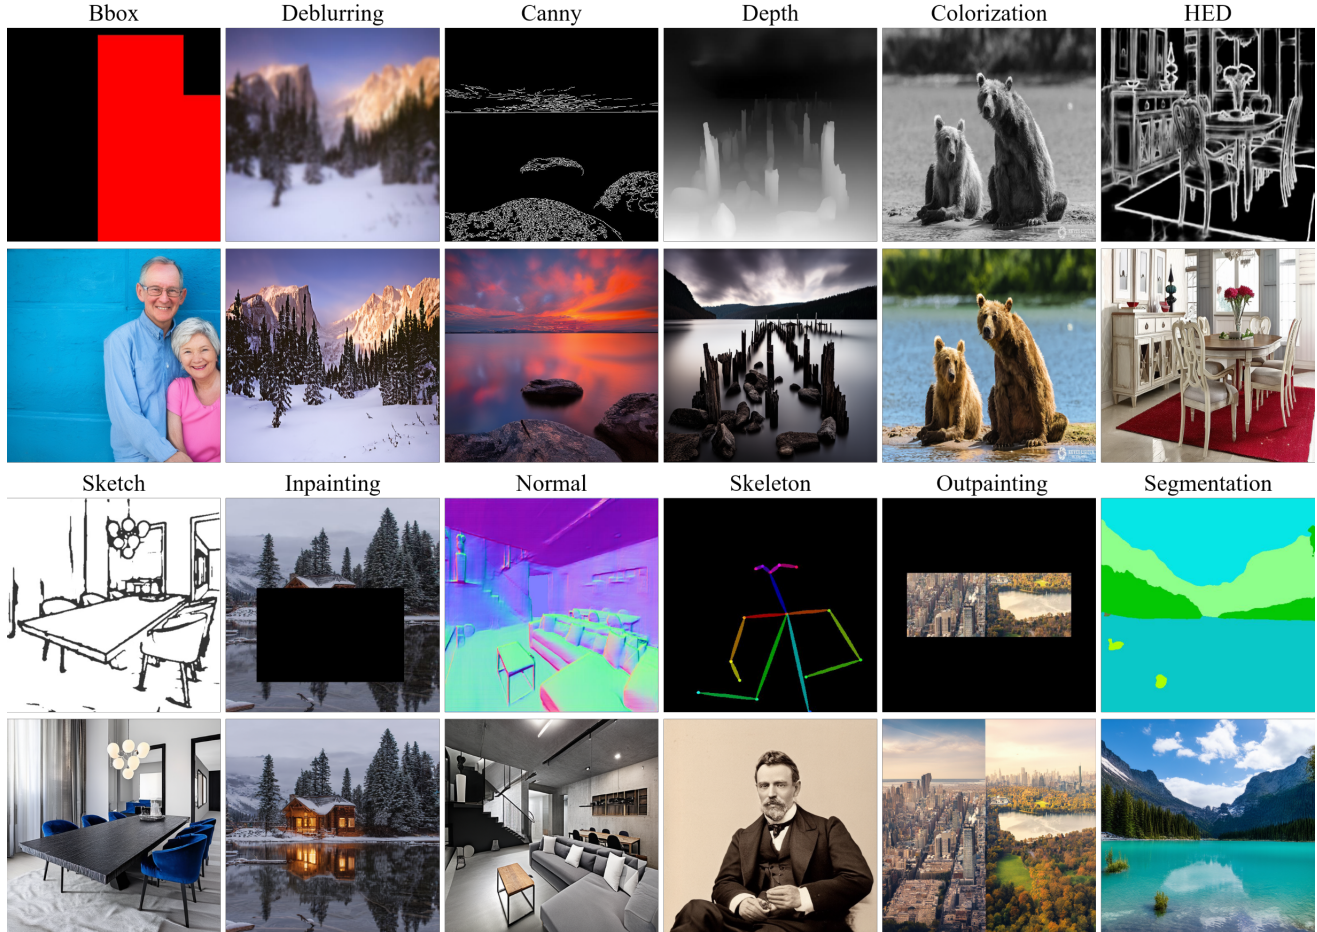 Bbox
Deblurring
Canny
Depth
Colorization
HED
Sketch
Inpainting
Normal
Skeleton
Outpainting
Segmentation